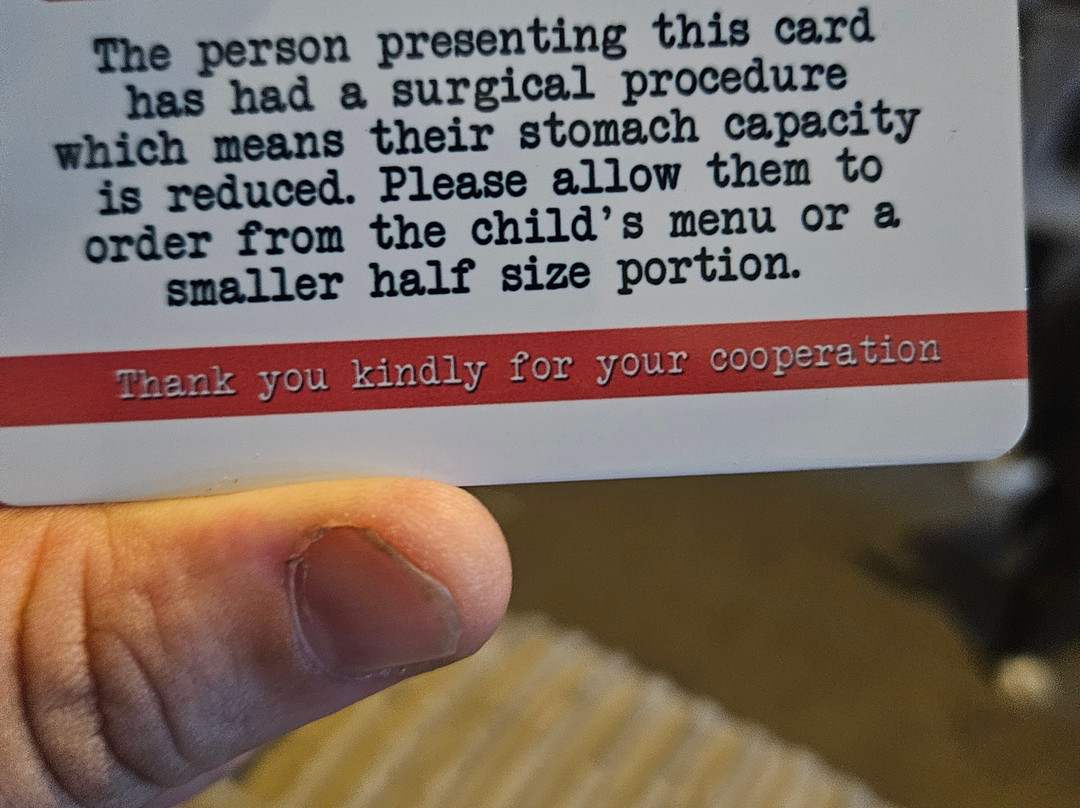 The person presenting this card
has had a surgical procedure
which means their stomach capacity
is reduced. Please allow them to
order from the child's menu or a
smaller half size portion.
Thank you kindly for your cooperation